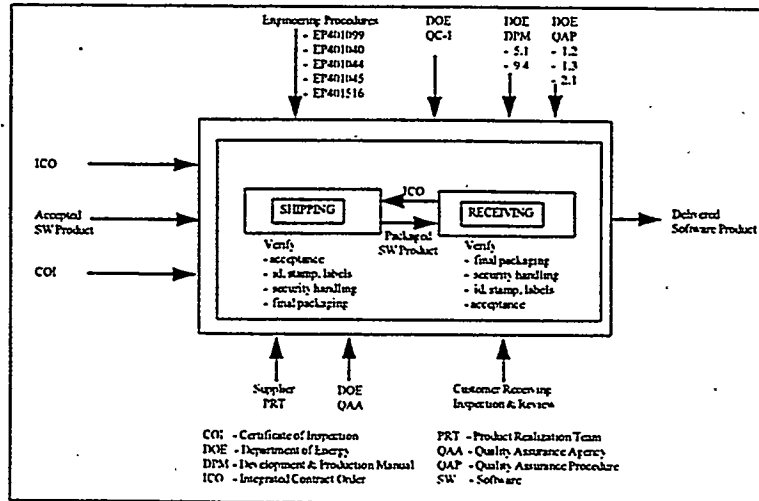 Engineering Procedures
- EP401099
- EP401040
- EP401044
- EP401045
- EP401516
DOE
QC-1
DOE
DPM
- 5.1
- 9.4
DOE
QAP
- 1.2
- 1.3
- 2.1
ICO
Accepted
SW Product
COI
SHIPPING
ICO
Packaged
SW Product
RECEIVING
Verify
- acceptance
- id, stamp, labels
- security handling
- final packaging
Verify
- final packaging
- security handling
- id, stamp, labels
- acceptance
Delivered
Software Product
Supplier
PRT
DOE
QAA
Customer Receiving
Inspection & Review
COI - Certificate of Inspection
DOE - Department of Energy
DPM - Development & Production Manual
ICO - Integrated Contract Order
PRT - Product Realization Team
QAA - Quality Assurance Agency
QAP - Quality Assurance Procedure
SW - Software